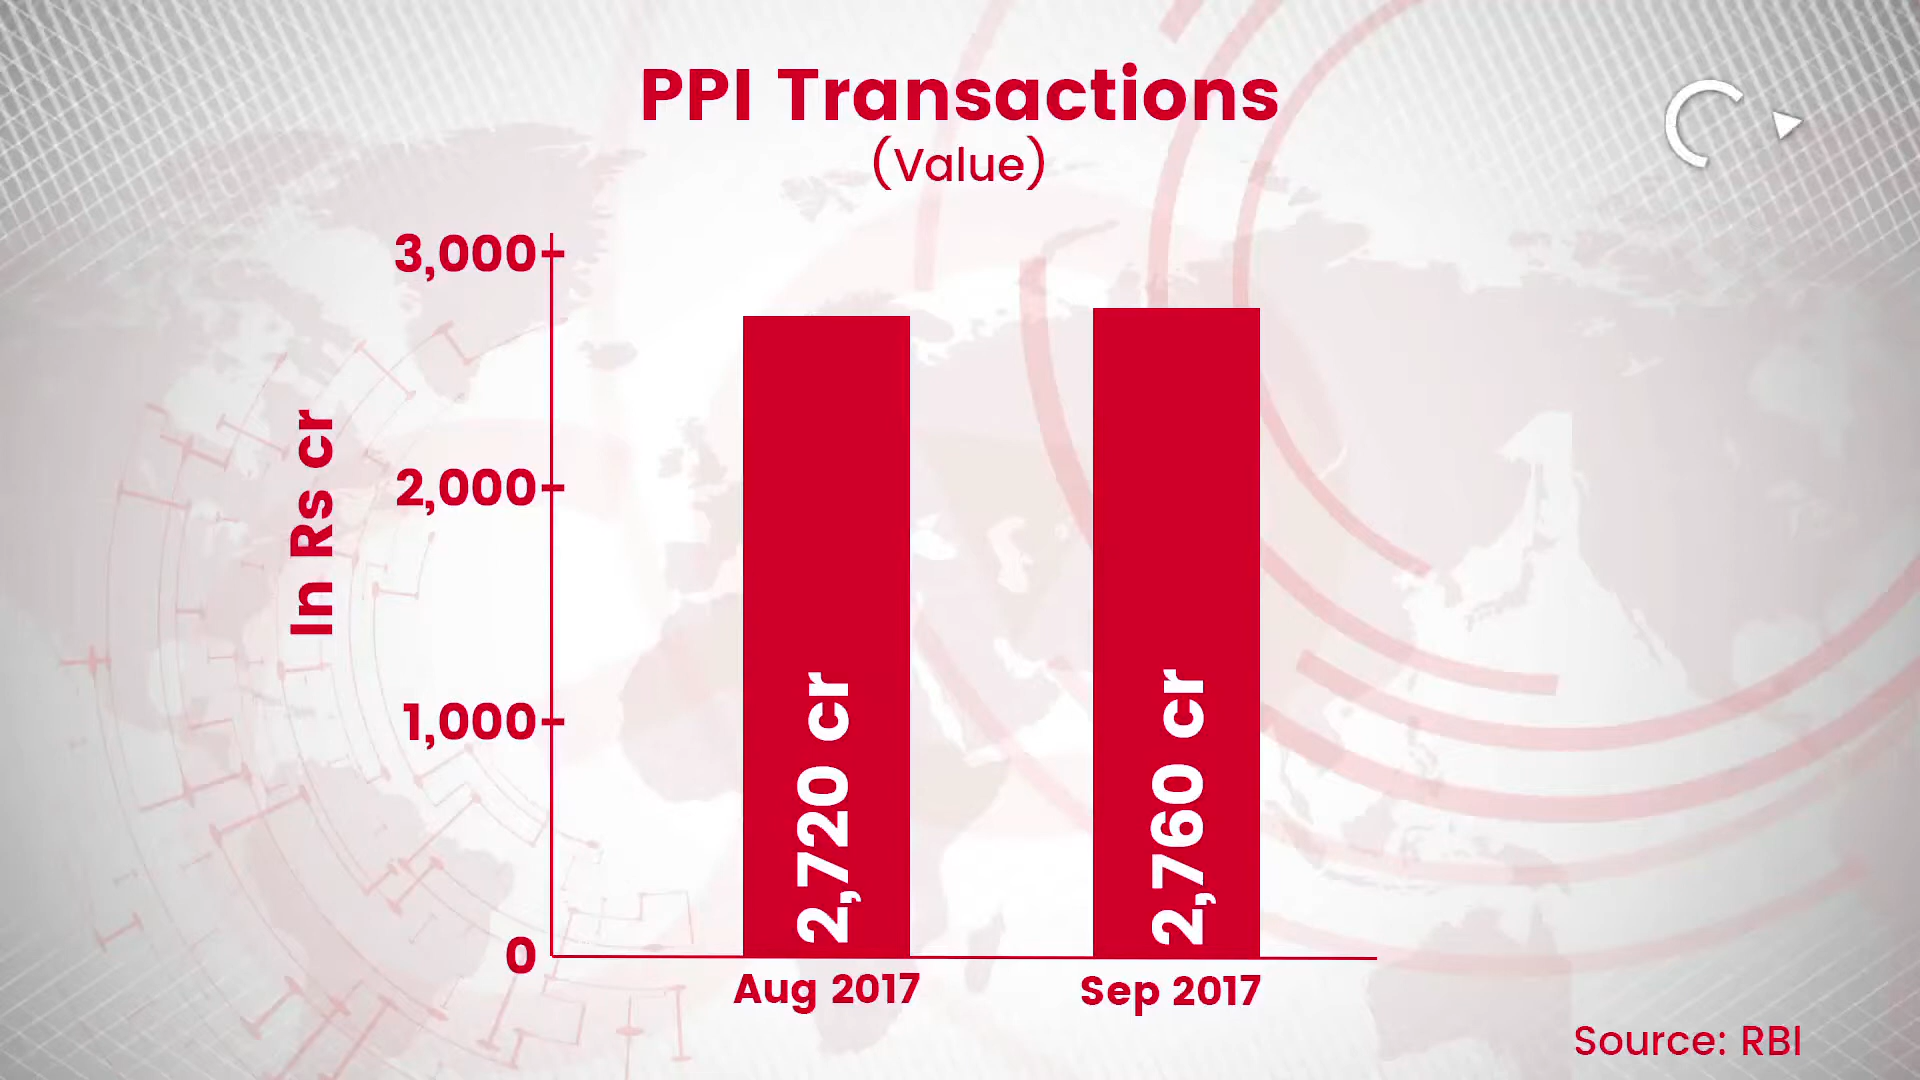 PPI Transactions
(Value)
In Rs cr
3,000
2,000
1,000
0
2,720 cr
2,760 cr
Aug 2017
Sep 2017
Source: RBI